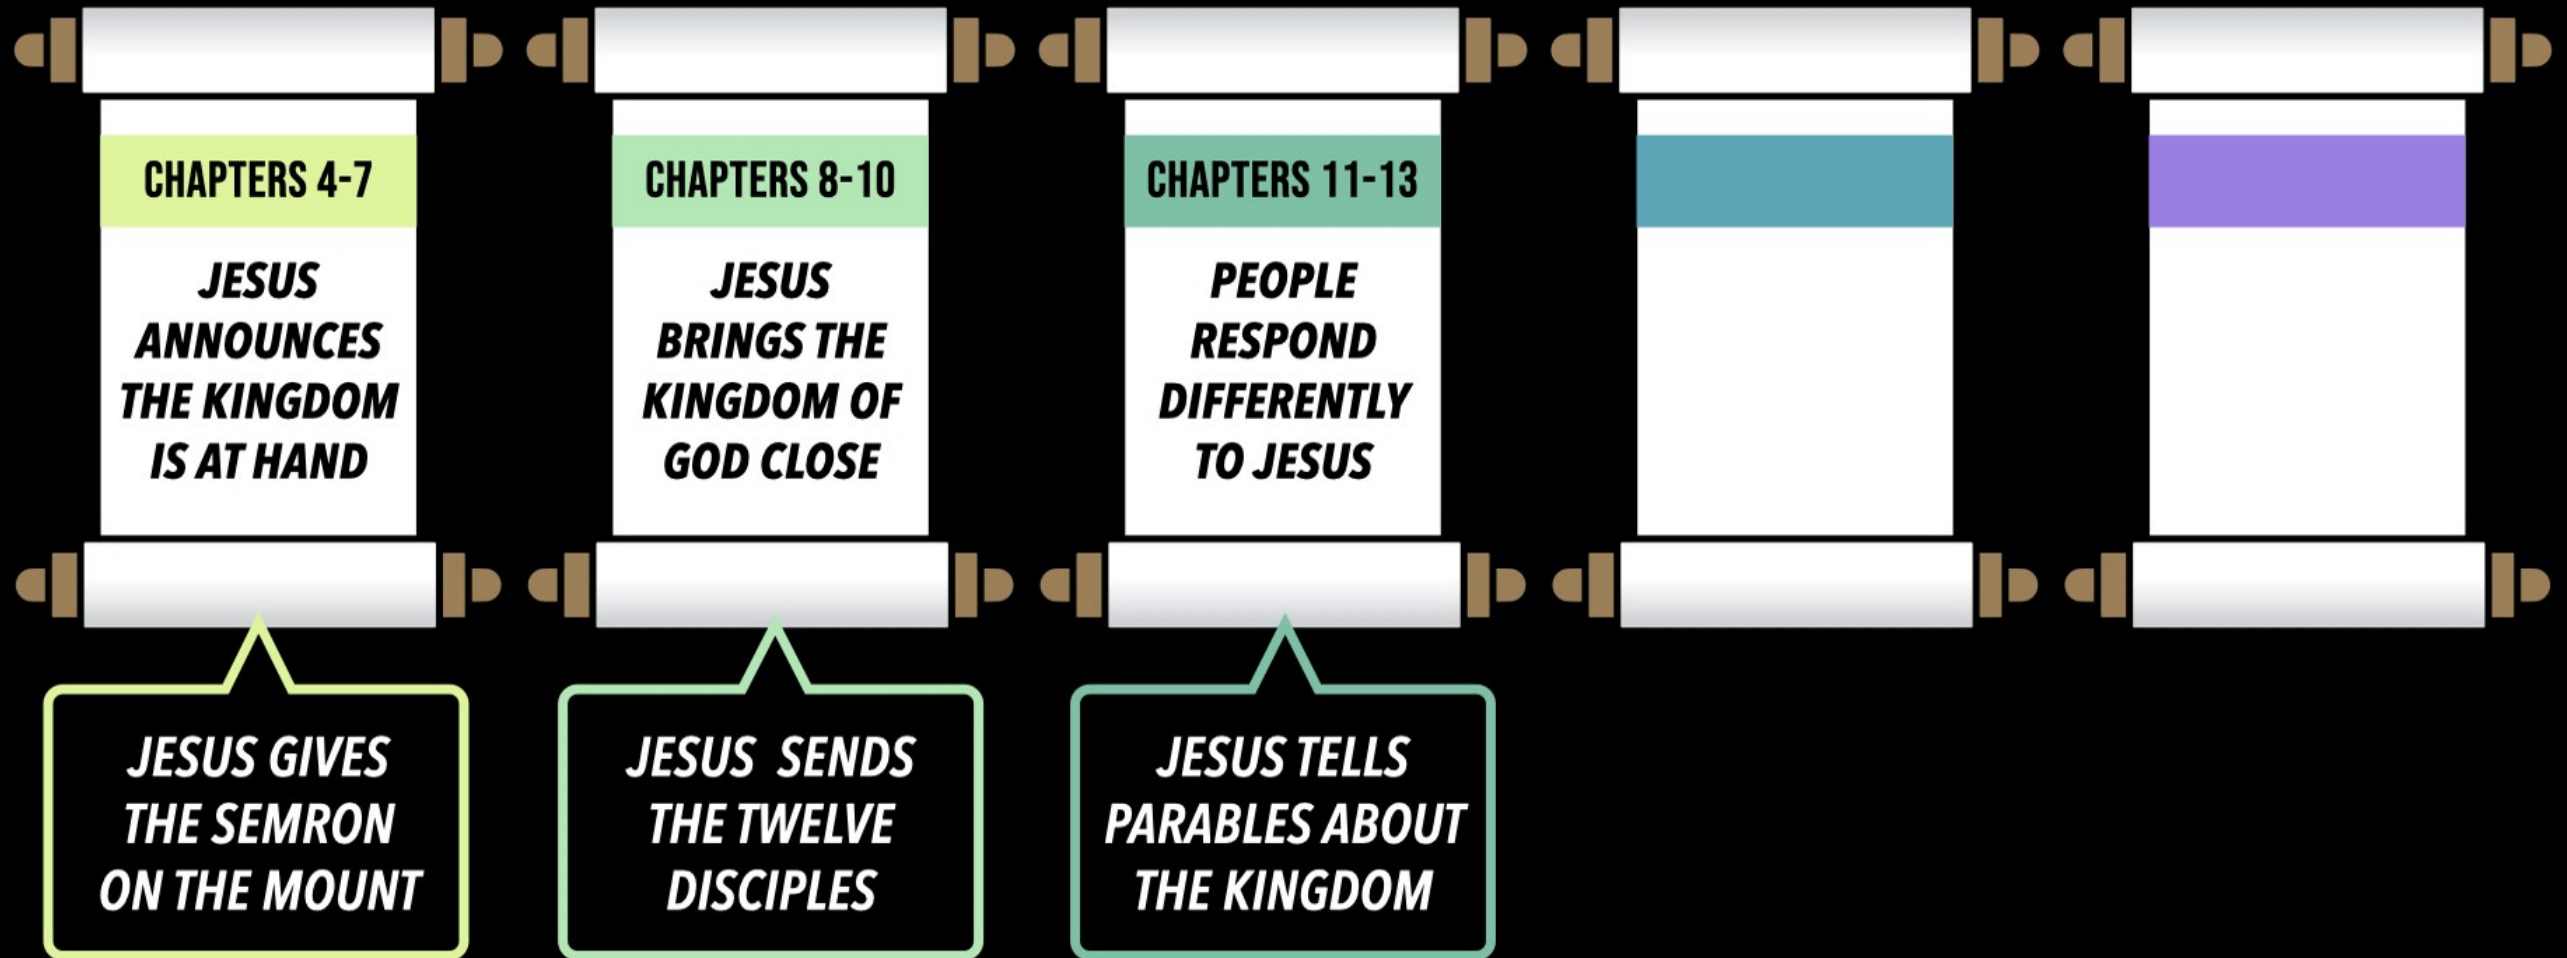 CHAPTERS 4-7
JESUS
ANNOUNCES
THE KINGDOM
IS AT HAND
JESUS GIVES
THE SEMRON
ON THE MOUNT
CHAPTERS 8-10
JESUS
BRINGS THE
KINGDOM OF
GOD CLOSE
JESUS SENDS
THE TWELVE
DISCIPLES
CHAPTERS 11-13
PEOPLE
RESPOND
DIFFERENTLY
TO JESUS
JESUS TELLS
PARABLES ABOUT
THE KINGDOM